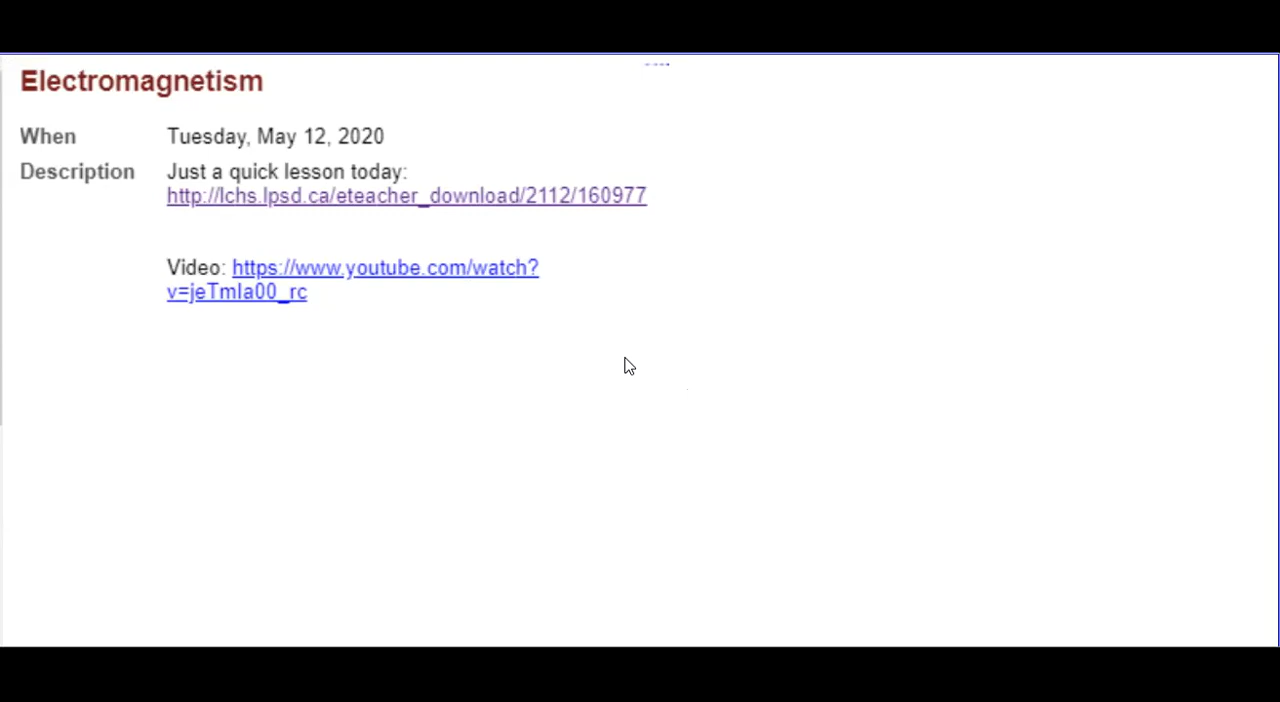 Electromagnetism
When Tuesday, May 12, 2020
Description Just a quick lesson today:
http://lchs.lpsd.ca/eteacher_download/2112/160977
Video: https://www.youtube.com/watch?
v=jeTmla00_rc